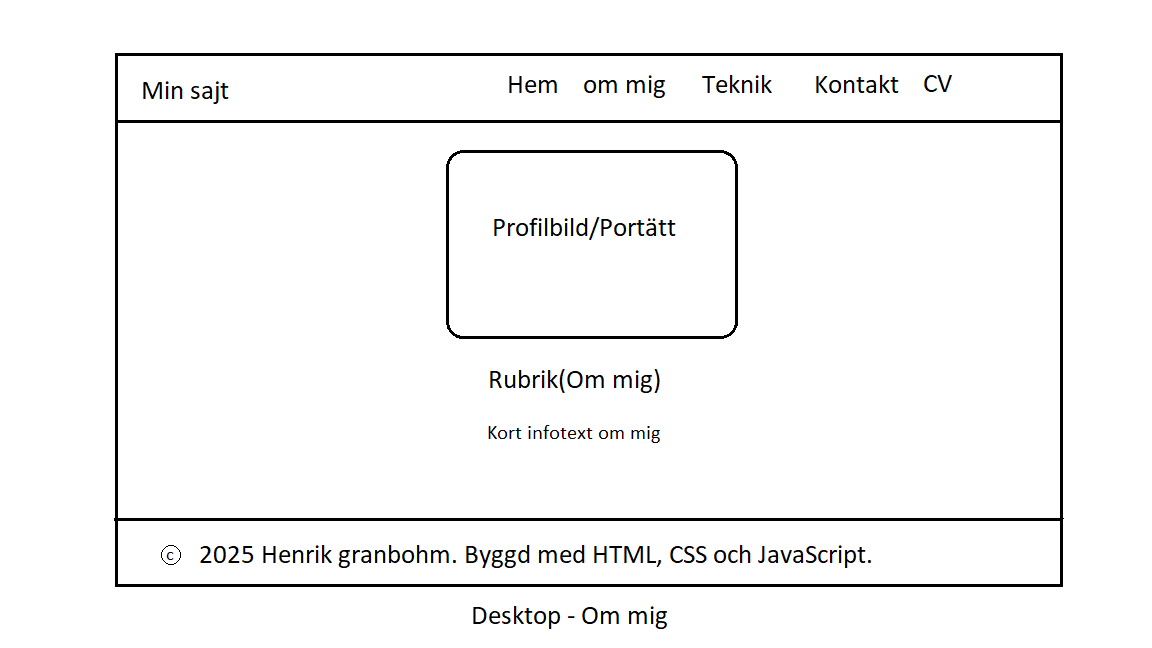 Min sajt Hem om mig Teknik Kontakt CV
Profilbild/Portätt
Rubrik(Om mig)
Kort infotext om mig
© 2025 Henrik granbohm. Byggd med HTML, CSS och JavaScript.
Desktop - Om mig